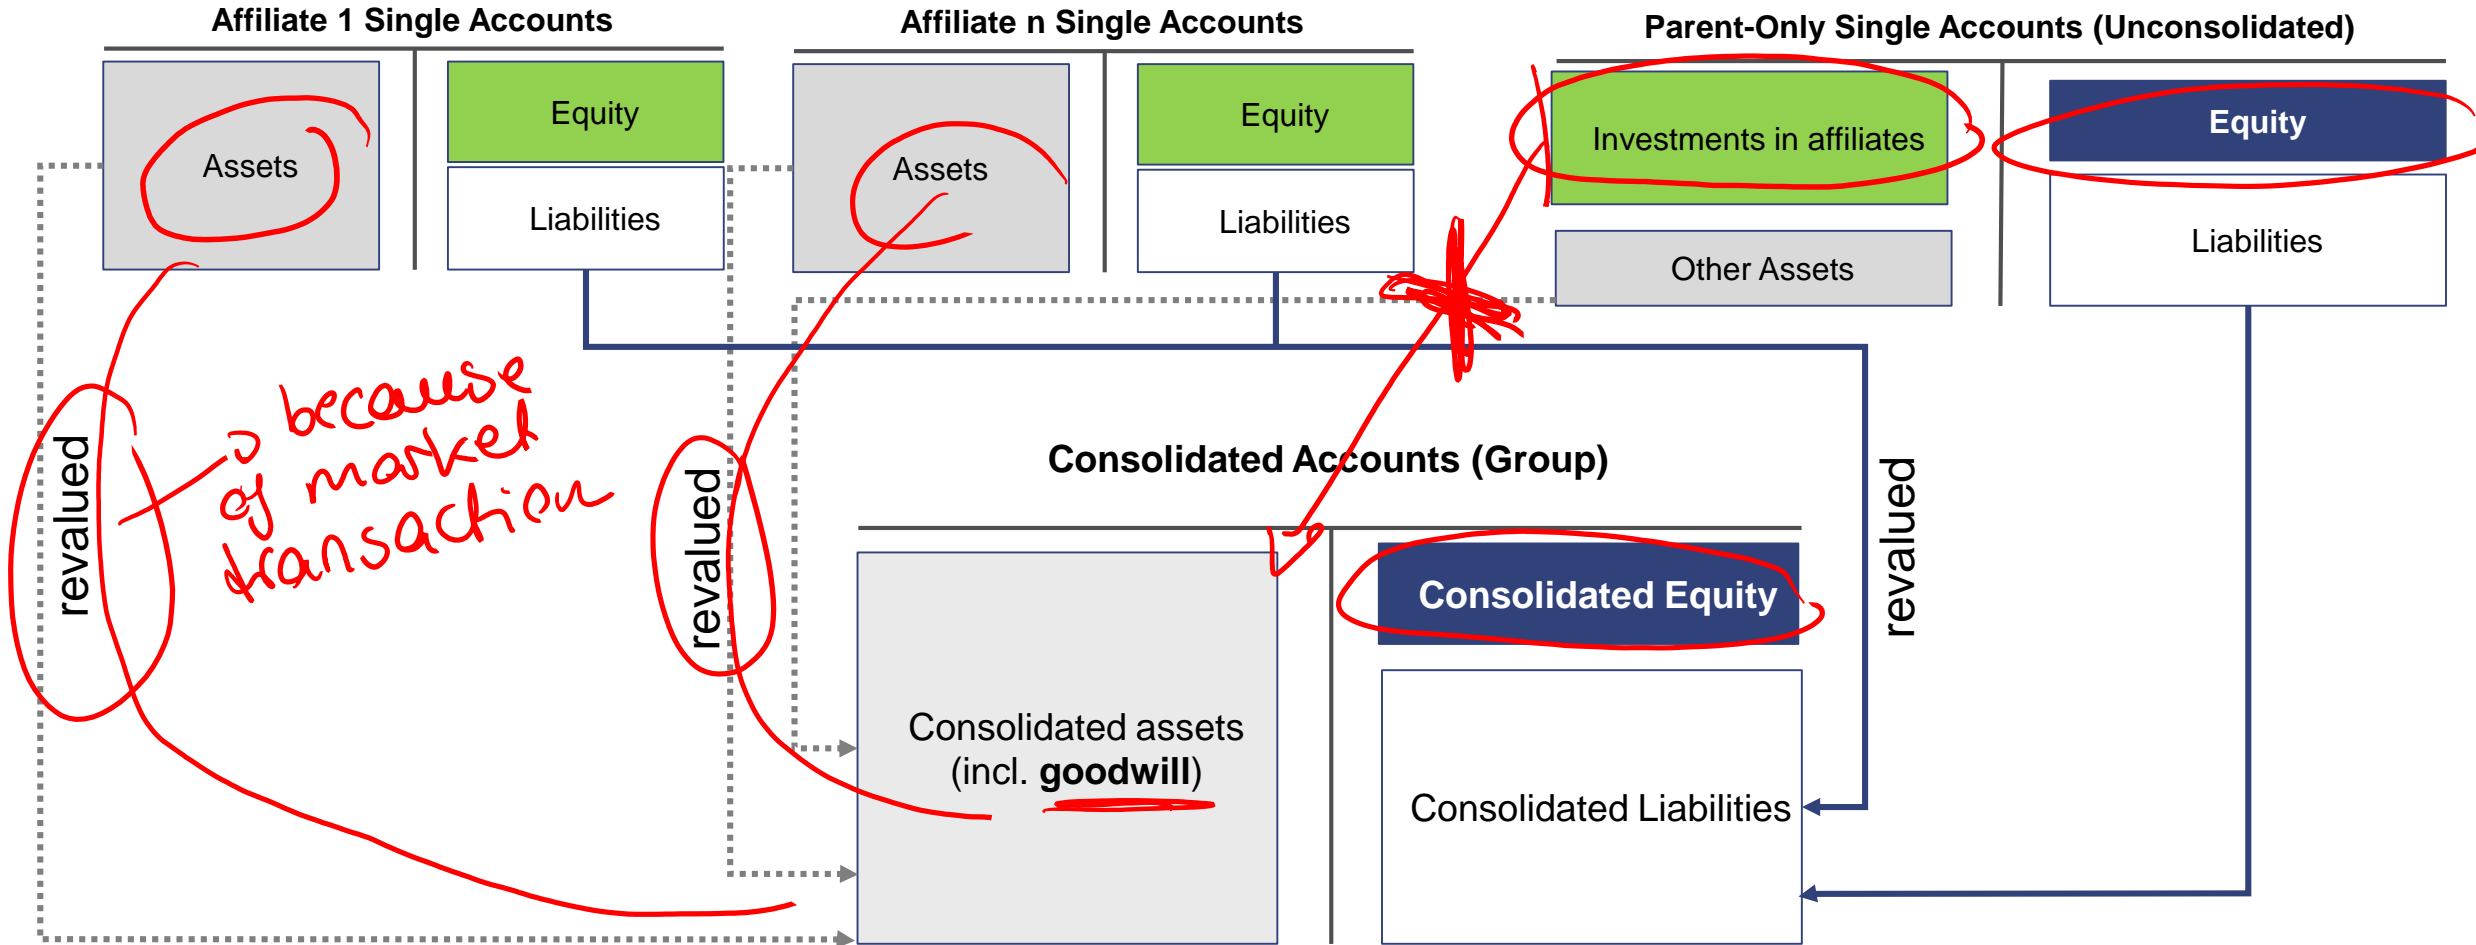 Affiliate 1 Single Accounts
Affiliate n Single Accounts
Parent-Only Single Accounts (Unconsolidated)
Assets
Equity
Liabilities
Assets
Equity
Liabilities
Investments in affiliates
Other Assets
Equity
Liabilities
revalued
because
of market
transaction
revalued
revalued
Consolidated Accounts (Group)
Consolidated assets
(incl. goodwill)
Consolidated Equity
Consolidated Liabilities